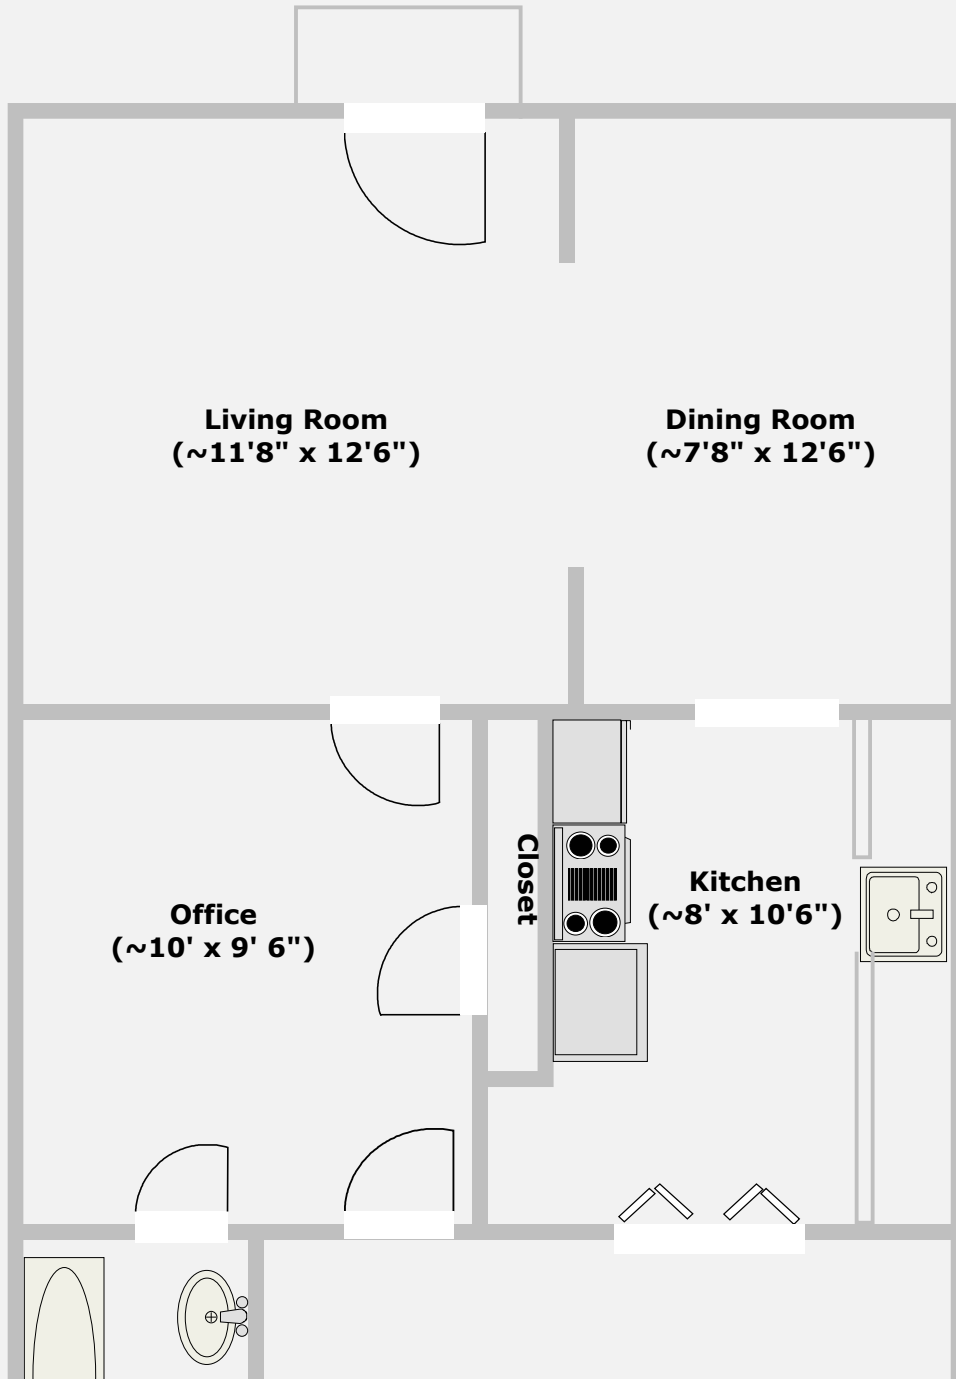 Living Room
(~11'8" x 12'6")
Dining Room
(~7'8" x 12'6")
Closet
Kitchen
(~8' x 10'6")
Office
(~10' x 9' 6")